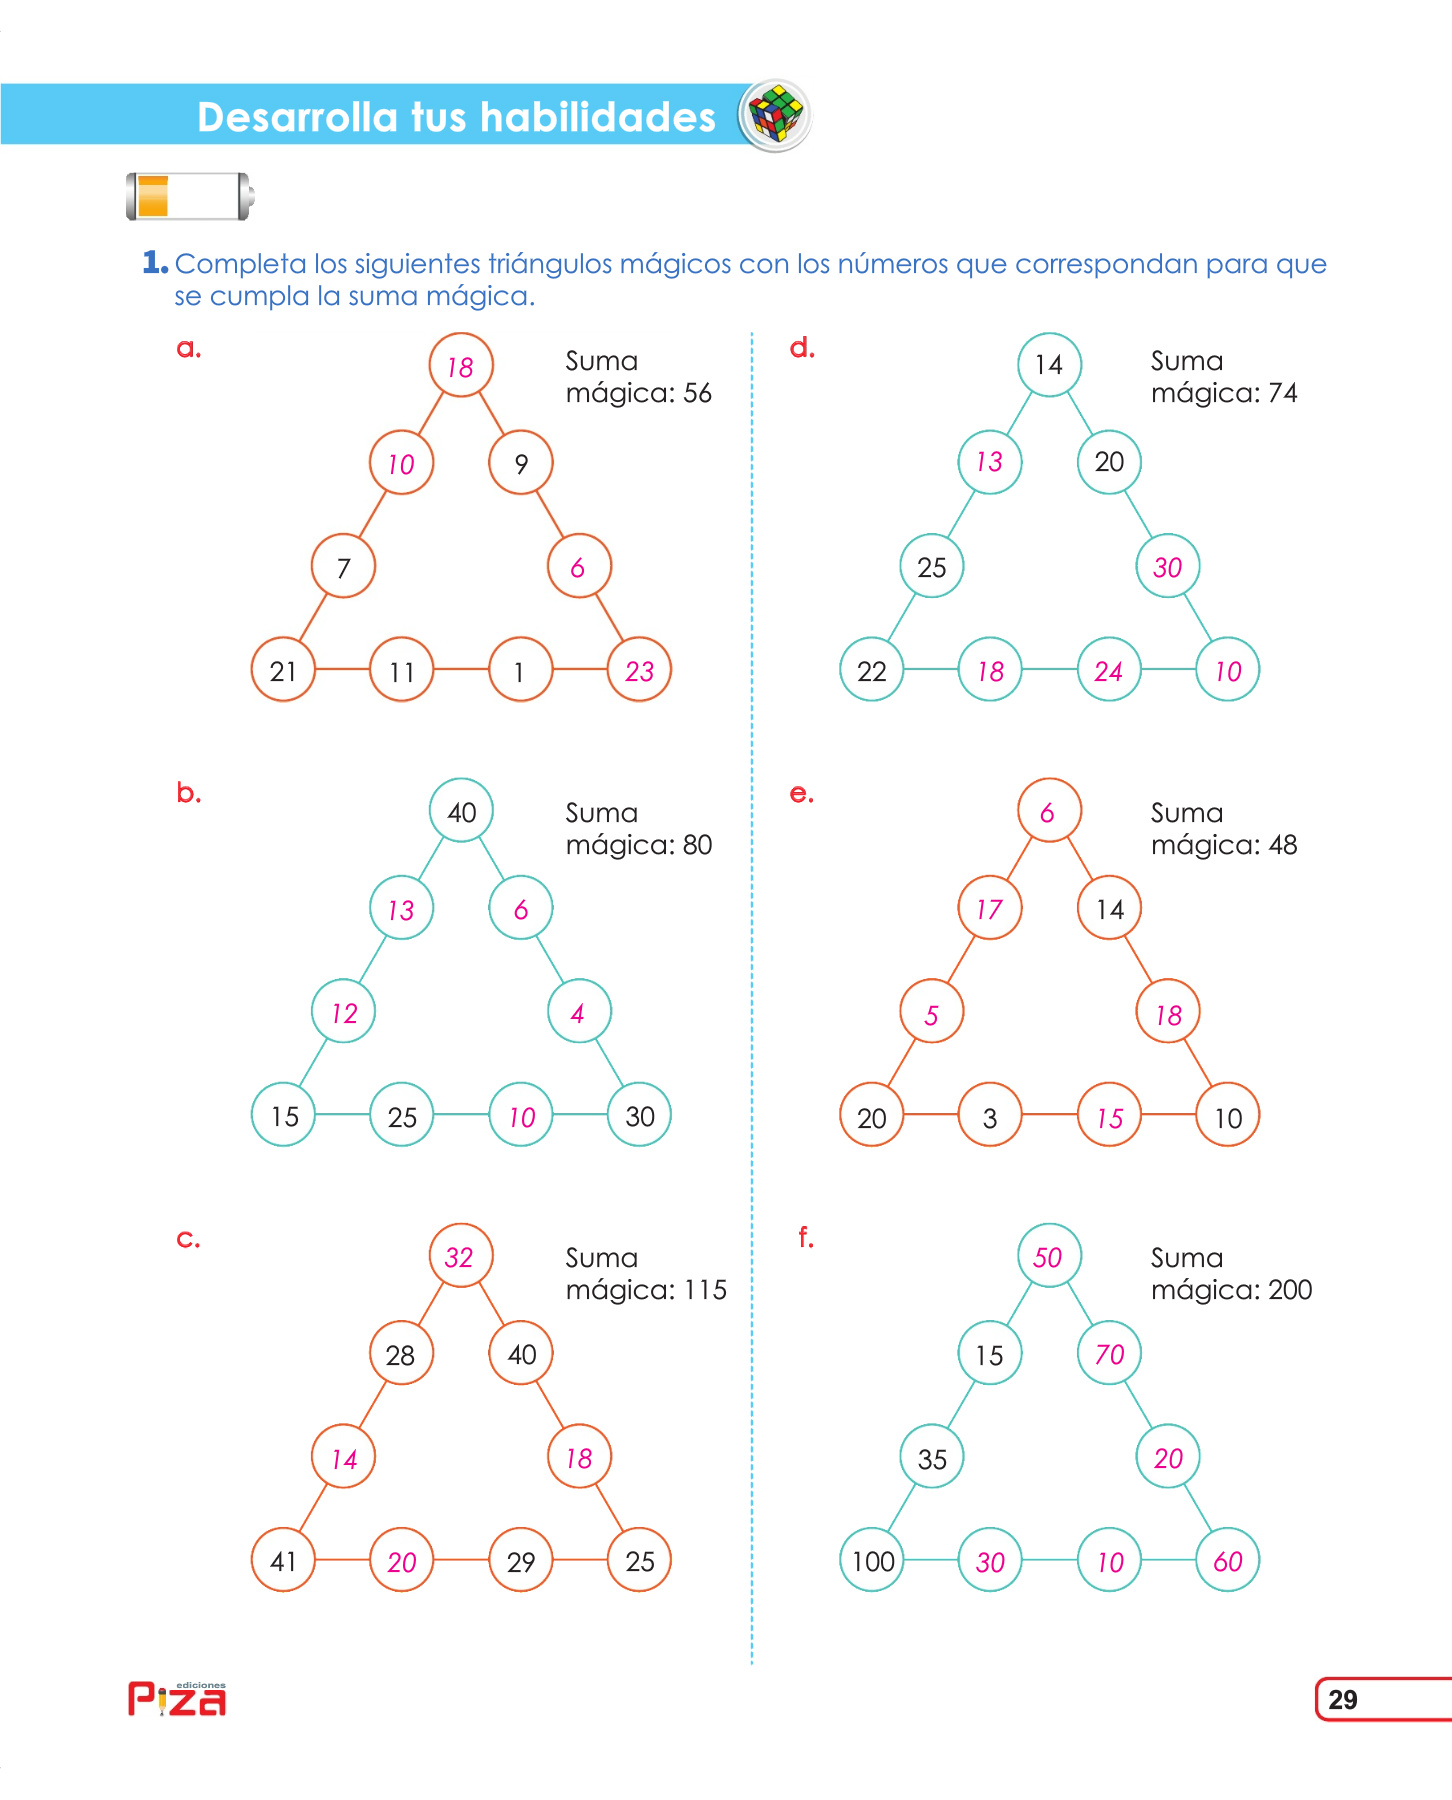 Desarrolla tus habilidades
1. Completa los siguientes triángulos mágicos con los números que correspondan para que
se cumpla la suma mágica.
a.
Suma
mágica: 56
18
10 9
7 6
21 11 1 23
b.
Suma
mágica: 80
40
13 6
12 4
15 25 10 30
c.
Suma
mágica: 115
32
28 40
14 18
41 20 29 25
d.
Suma
mágica: 74
14
13 20
25 30
22 18 24 10
e.
Suma
mágica: 48
6
17 14
5 18
20 3 15 10
f.
Suma
mágica: 200
50
15 70
35 20
100 30 10 60
ediciones
Piza
29